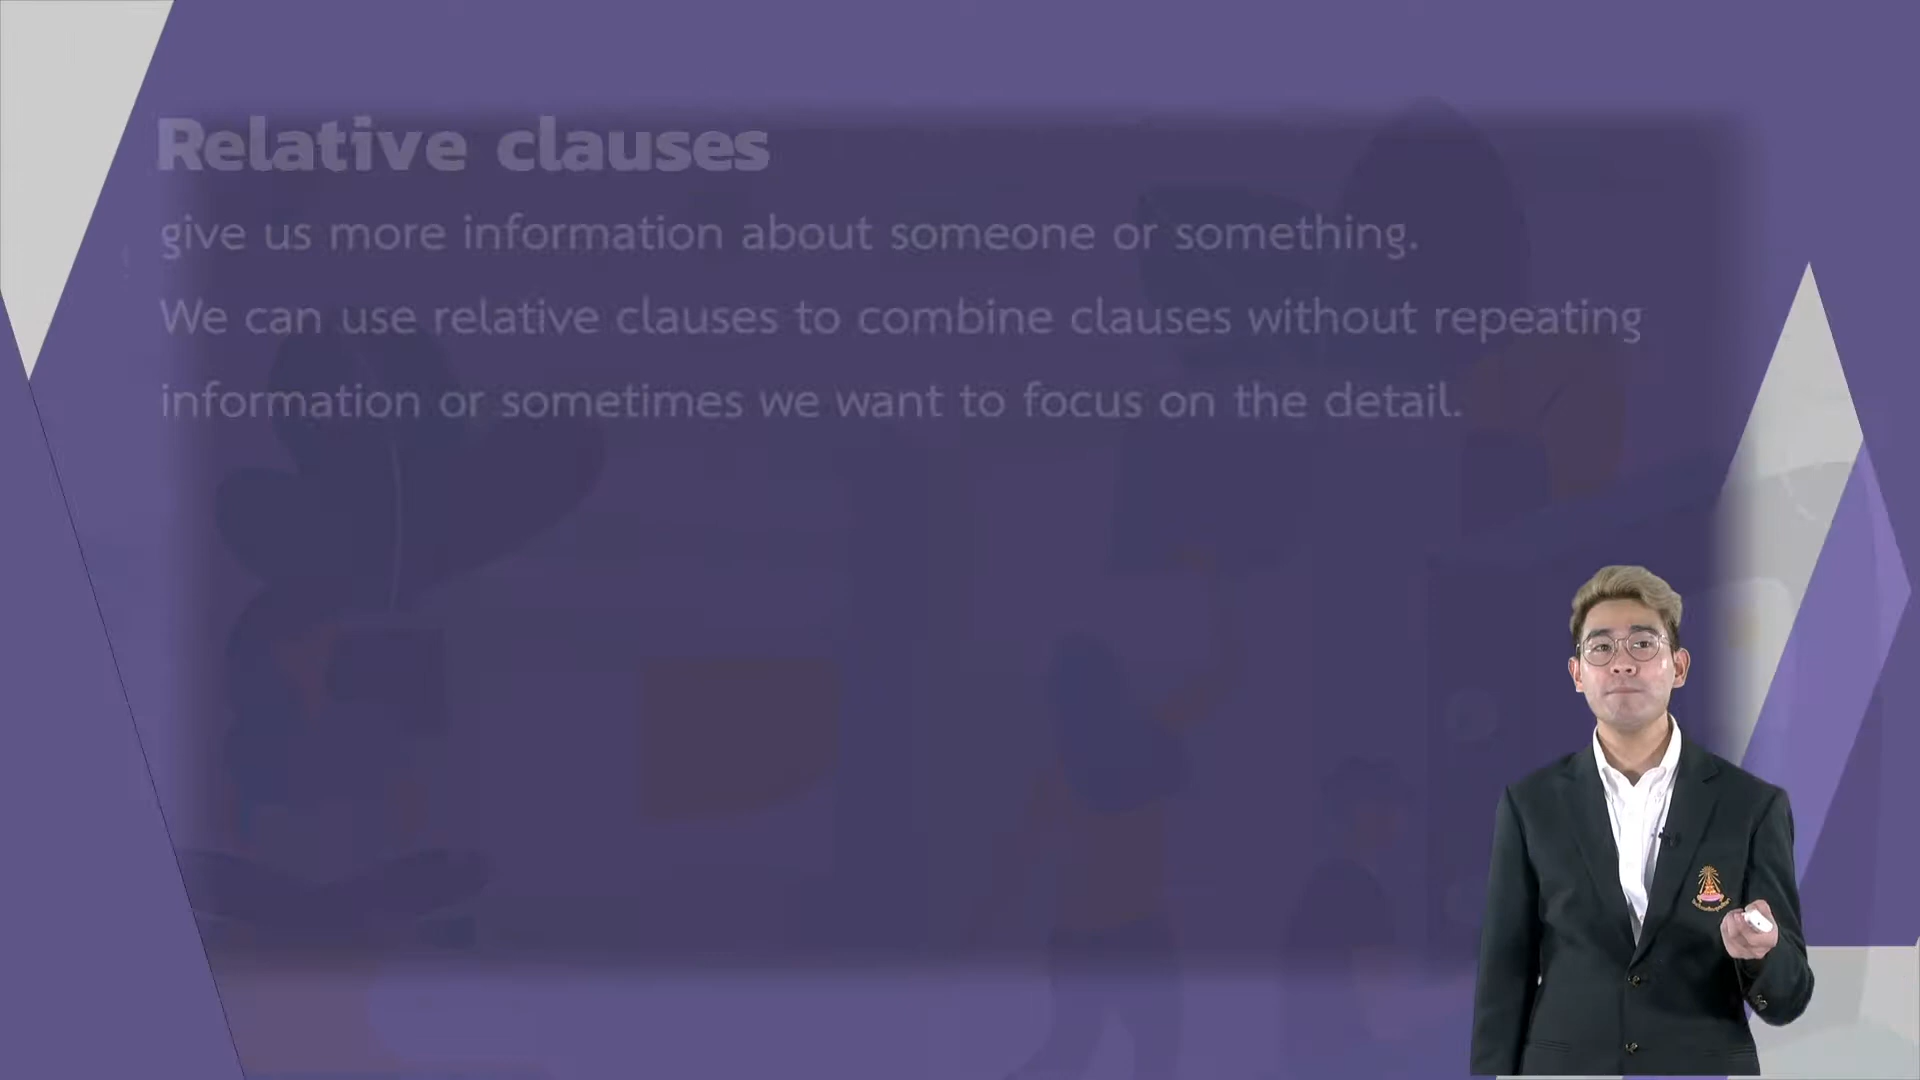 Relative clauses
give us more information about someone or something.
We can use relative clauses to combine clauses without repeating
information or sometimes we want to focus on the detail.